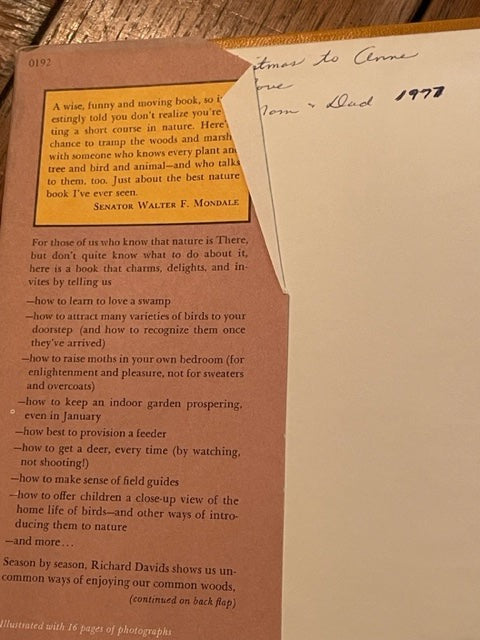 0192
A wise, funny and moving book, so
estingly told you don't realize you're
ting a short course in nature. Here
chance to tramp the woods and marsh
with someone who knows every plant an
tree and bird and animal—and who talks
to them, too. Just about the best nature
book I've ever seen.
SENATOR WALTER F. MONDALE
For those of us who know that nature is There,
but don't quite know what to do about it,
here is a book that charms, delights, and in-
vites by telling us
—how to learn to love a swamp
—how to attract many varieties of birds to your
doorstep (and how to recognize them once
they've arrived)
—how to raise moths in your own bedroom (for
enlightenment and pleasure, not for sweaters
and overcoats)
—how to keep an indoor garden prospering,
even in January
—how best to provision a feeder
—how to get a deer, every time (by watching,
not shooting!)
—how to make sense of field guides
—how to offer children a close-up view of the
home life of birds—and other ways of intro-
ducing them to nature
—and more...
Season by season, Richard Davids shows us un-
common ways of enjoying our common woods,
(continued on back flap)
Illustrated with 16 pages of photographs
stmas to Anne
ove
Mom & Dad 1977